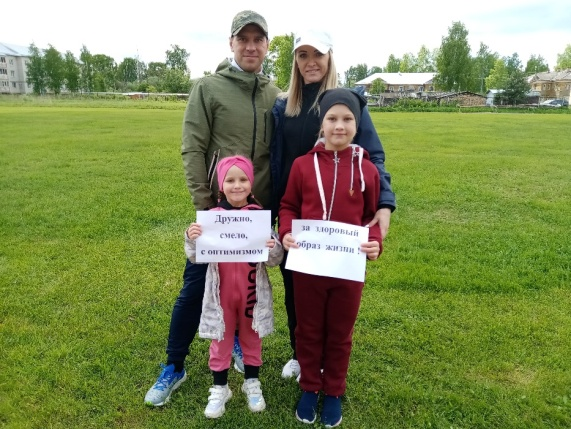 Дружно,
смело,
с оптимизмом
за здоровый
образ жизни !